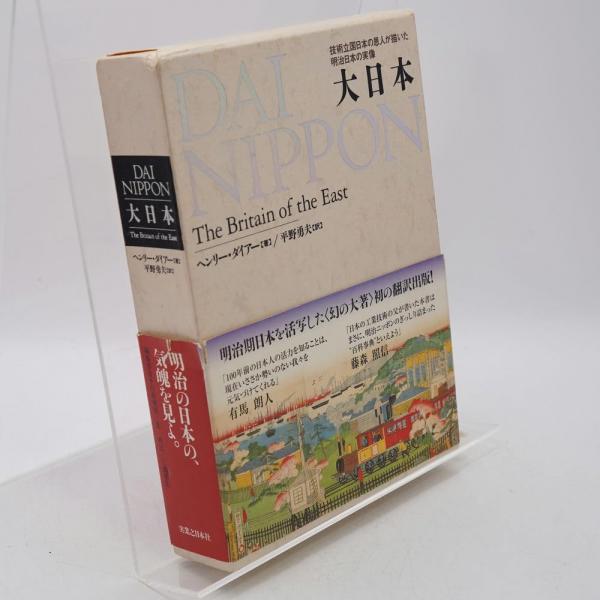 技術立国日本の恩人が描いた
明治日本の実像
大日本
DAI
NIPPON
The Britain of the East
ヘンリー・ダイアー【著】/平野勇夫【訳】
明治期日本を活写した〈幻の大著〉初の翻訳出版!
「100年前の日本人の活力を知ることは、
現在いささか勢いのない我々を
元気づけてくれる」
有馬 朗人
「日本の工業技術の父が書いた本書は
まさに、明治ニッポンのぎっしり詰まった
"百科事典"といえよう」
藤森 照信
DAI
NIPPON
大日本
The Britain of the East
ヘンリー・ダイアー【著】
平野勇夫【訳】
明治の日本の、
気魄を見よ。
実業之日本社